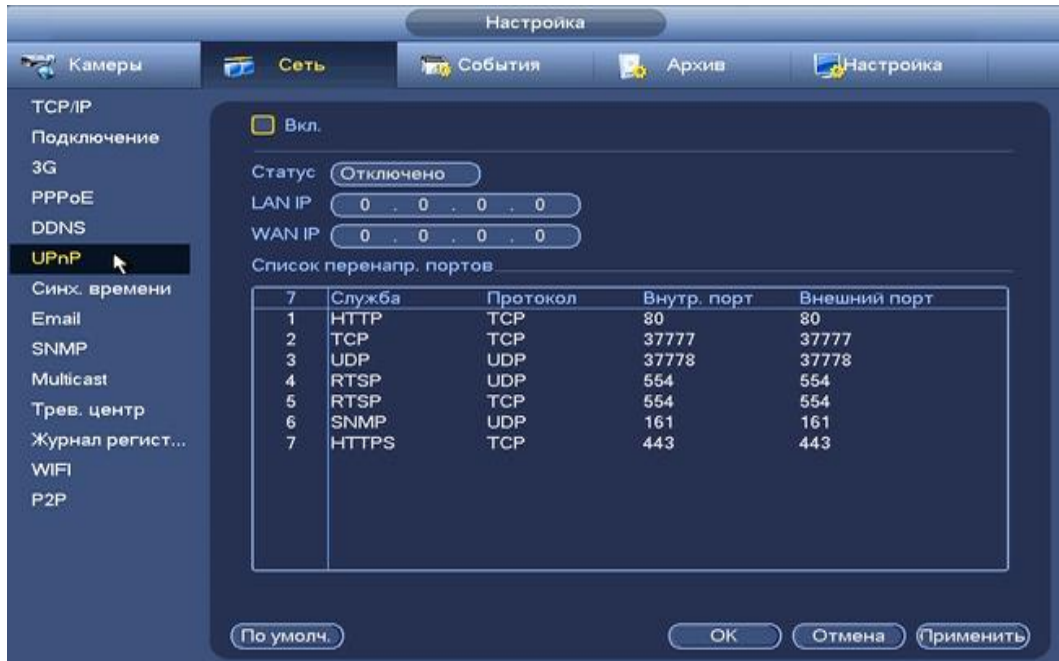 Настройка
Камеры Сеть События Архив Настройка
TCP/IP
Подключение
3G
PPPoE
DDNS
UPnP
Синх. времени
Email
SNMP
Multicast
Трев. центр
Журнал регист...
WIFI
P2P
Вкл.
Статус Отключено
LAN IP 0 . 0 . 0 . 0
WAN IP 0 . 0 . 0 . 0
Список перенапр. портов
7 Служба Протокол Внутр. порт Внешний порт
1 HTTP TCP 80 80
2 TCP TCP 37777 37777
3 UDP UDP 37778 37778
4 RTSP UDP 554 554
5 RTSP TCP 554 554
6 SNMP UDP 161 161
7 HTTPS TCP 443 443
По умолч. OK Отмена Применить